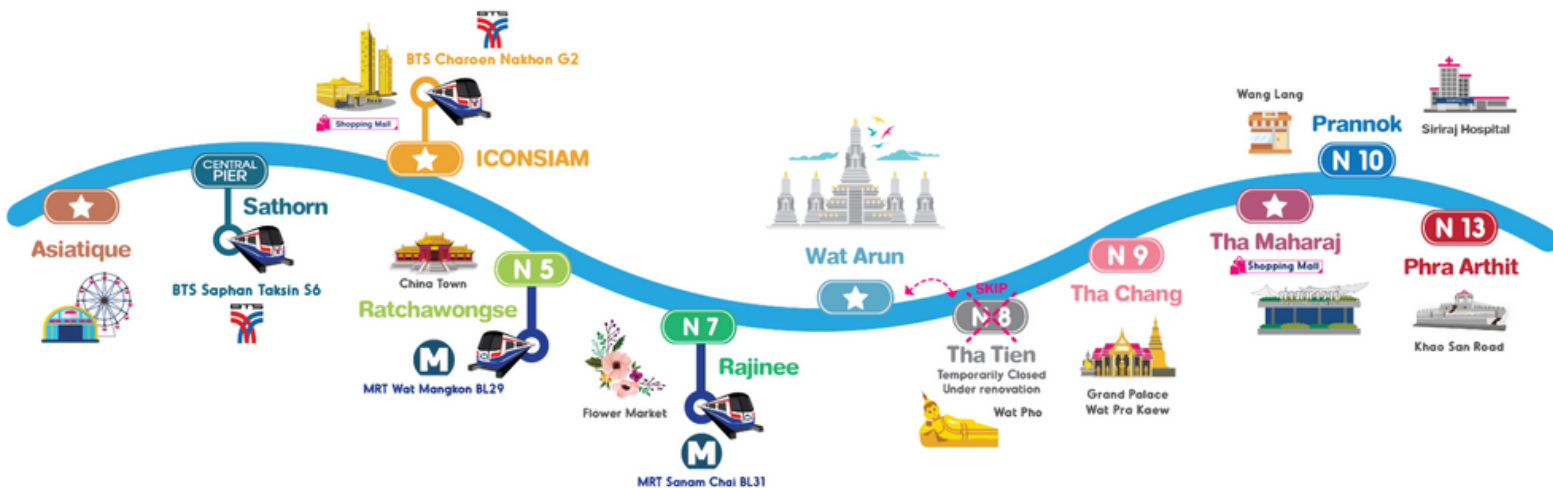 BTS
BTS Charoen Nakhon G2
Shopping Mall
ICONSIAM
CENTRAL
PIER
Sathorn
BTS Saphan Taksin S6
BTS
Asiatique
China Town
N 5
Ratchawongse
M
MRT Wat Mangkon BL29
Flower Market
N 7
Rajinee
M
MRT Sanam Chai BL31
Wat Arun
SKIP
N 8
Tha Tien
Temporarily Closed
Under renovation
Wat Pho
N 9
Tha Chang
Grand Palace
Wat Pra Kaew
Wang Lang
Prannok
N 10
Siriraj Hospital
Tha Maharaj
Shopping Mall
N 13
Phra Arthit
Khao San Road